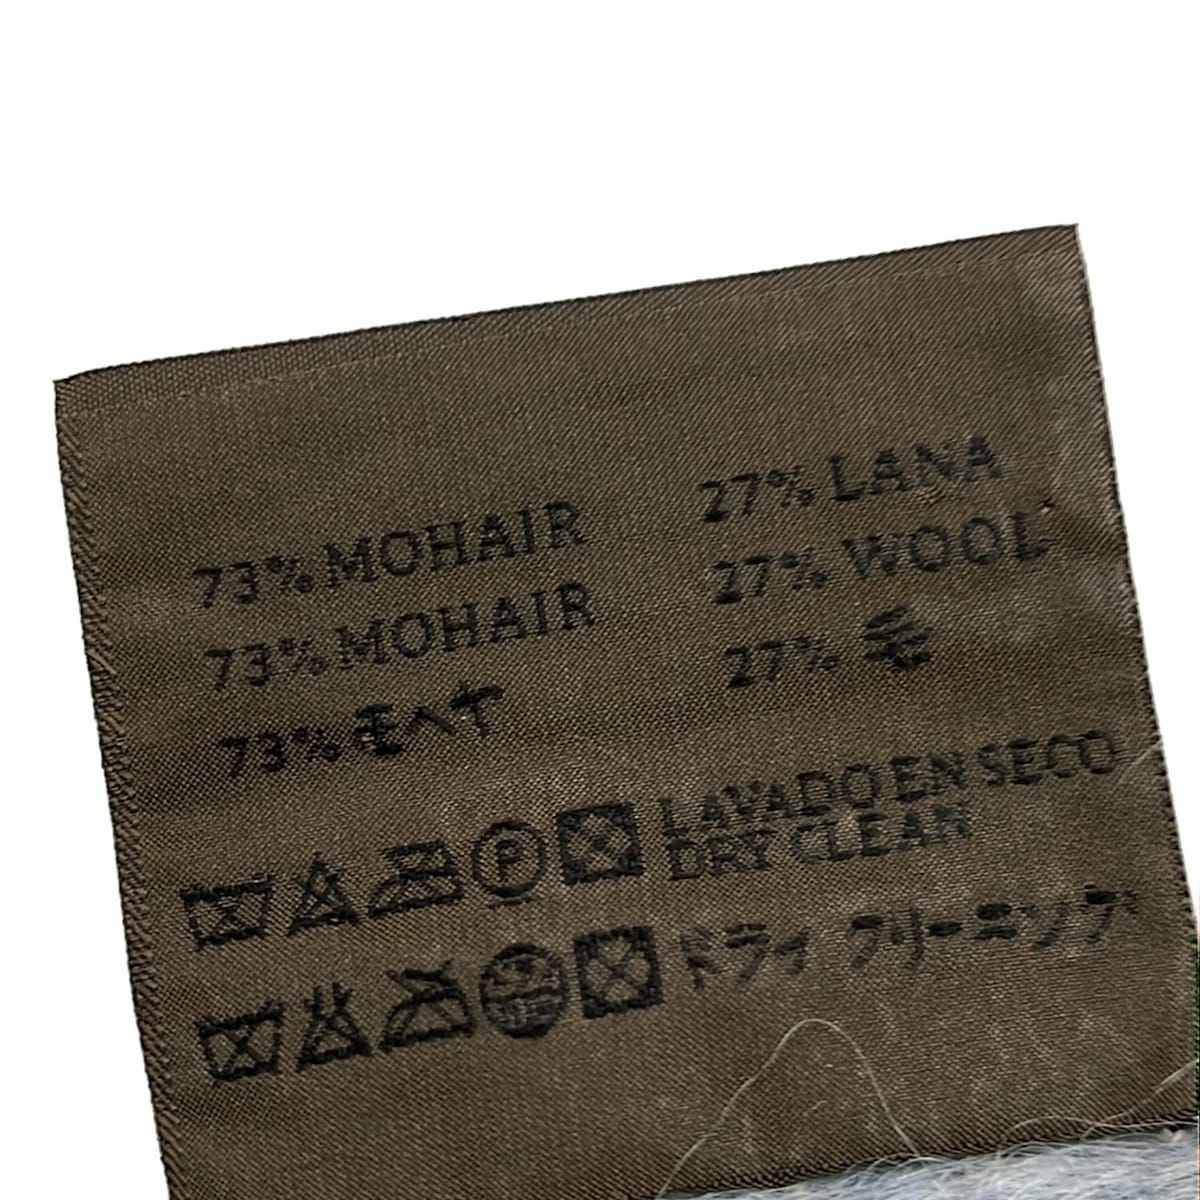 73% MOHAIR 27% LANA
73% MOHAIR 27% WOOL
73% モヘヤ 27% 毛
P LAVADO EN SECO
DRY CLEAN
ドライ クリーニング